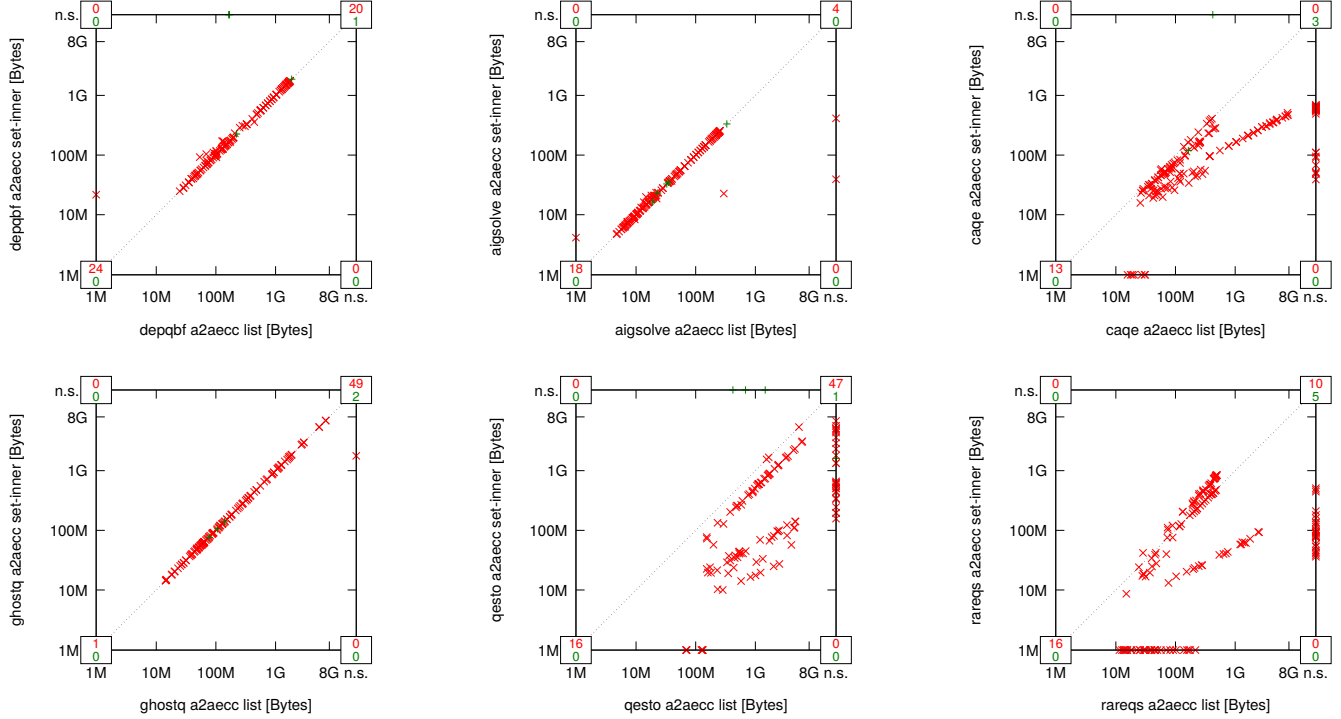 n.s. 0 0 20 1
8G
1G
100M
10M
1M 24 0 0 0
1M 10M 100M 1G 8G n.s.
depqbf a2aecc set-inner [Bytes]
depqbf a2aecc list [Bytes]
n.s. 0 0 4 0
8G
1G
100M
10M
1M 18 0 0 0
1M 10M 100M 1G 8G n.s.
aigsolve a2aecc set-inner [Bytes]
aigsolve a2aecc list [Bytes]
n.s. 0 0 0 3
8G
1G
100M
10M
1M 13 0 0 0
1M 10M 100M 1G 8G n.s.
caqe a2aecc set-inner [Bytes]
caqe a2aecc list [Bytes]
n.s. 0 0 49 2
8G
1G
100M
10M
1M 1 0 0 0
1M 10M 100M 1G 8G n.s.
ghostq a2aecc set-inner [Bytes]
ghostq a2aecc list [Bytes]
n.s. 0 0 47 1
8G
1G
100M
10M
1M 16 0 0 0
1M 10M 100M 1G 8G n.s.
qesto a2aecc set-inner [Bytes]
qesto a2aecc list [Bytes]
n.s. 0 0 10 5
8G
1G
100M
10M
1M 16 0 0 0
1M 10M 100M 1G 8G n.s.
rareqs a2aecc set-inner [Bytes]
rareqs a2aecc list [Bytes]